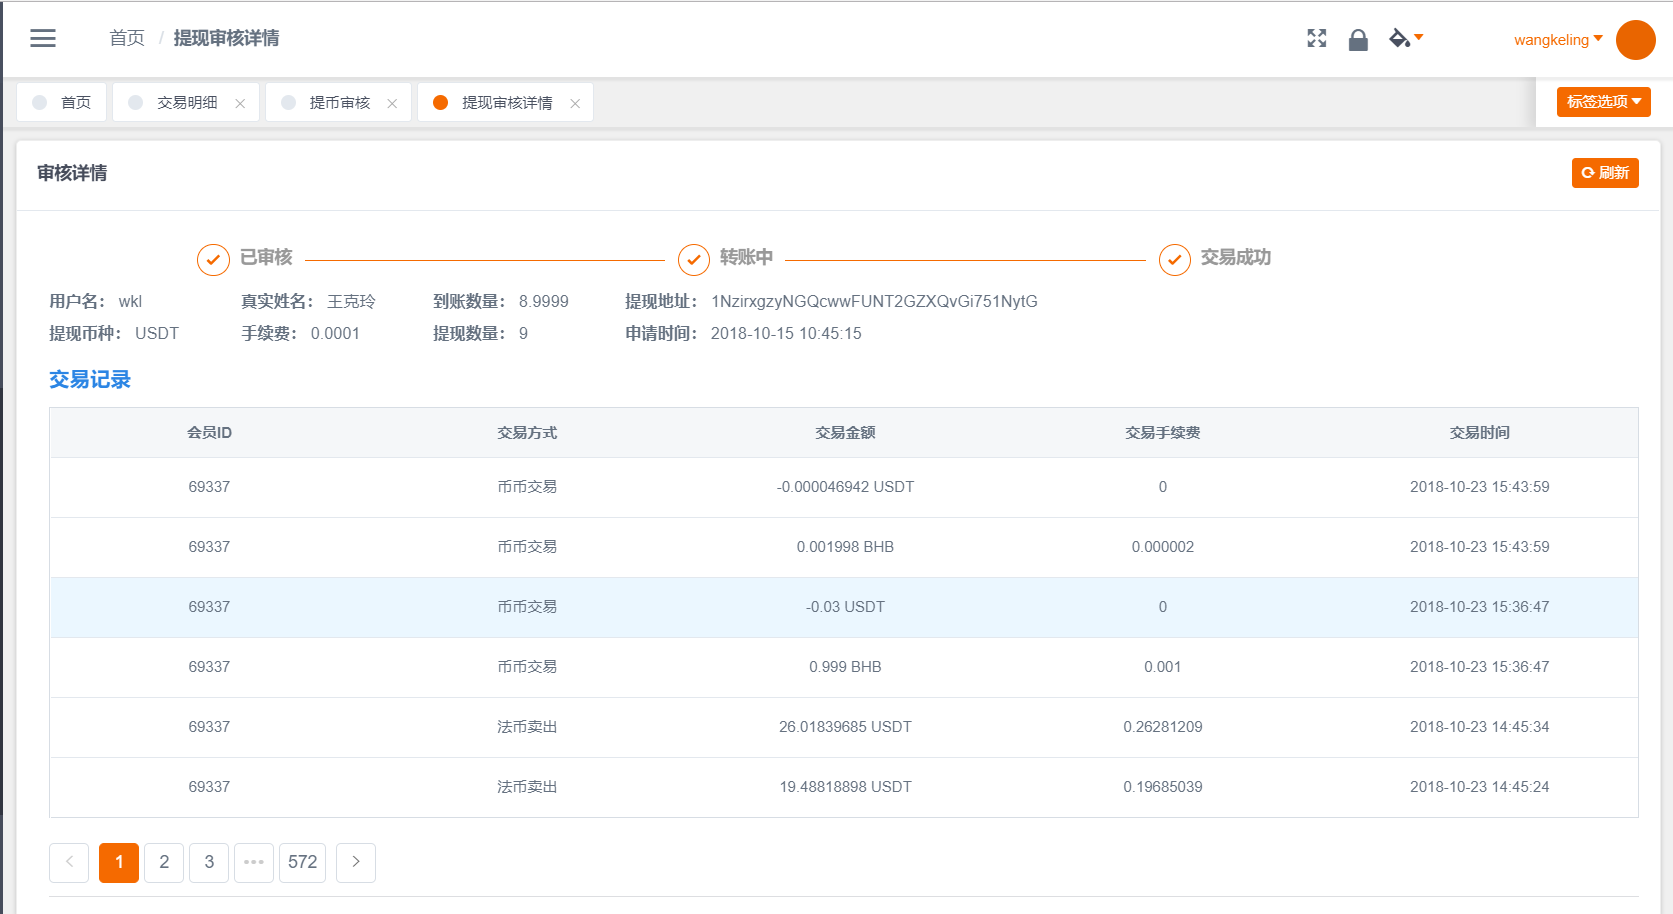 首页 / 提现审核详情
wangkeling
首页 交易明细 提币审核 提现审核详情 标签选项
审核详情 刷新
已审核 转账中 交易成功
用户名： wkl 真实姓名： 王克玲 到账数量： 8.9999 提现地址： 1NzirxgzyNGQcwwFUNT2GZXQvGi751NytG
提现币种： USDT 手续费： 0.0001 提现数量： 9 申请时间： 2018-10-15 10:45:15
交易记录
会员ID 交易方式 交易金额 交易手续费 交易时间
69337 币币交易 -0.000046942 USDT 0 2018-10-23 15:43:59
69337 币币交易 0.001998 BHB 0.000002 2018-10-23 15:43:59
69337 币币交易 -0.03 USDT 0 2018-10-23 15:36:47
69337 币币交易 0.999 BHB 0.001 2018-10-23 15:36:47
69337 法币卖出 26.01839685 USDT 0.26281209 2018-10-23 14:45:34
69337 法币卖出 19.48818898 USDT 0.19685039 2018-10-23 14:45:24
1 2 3 ••• 572